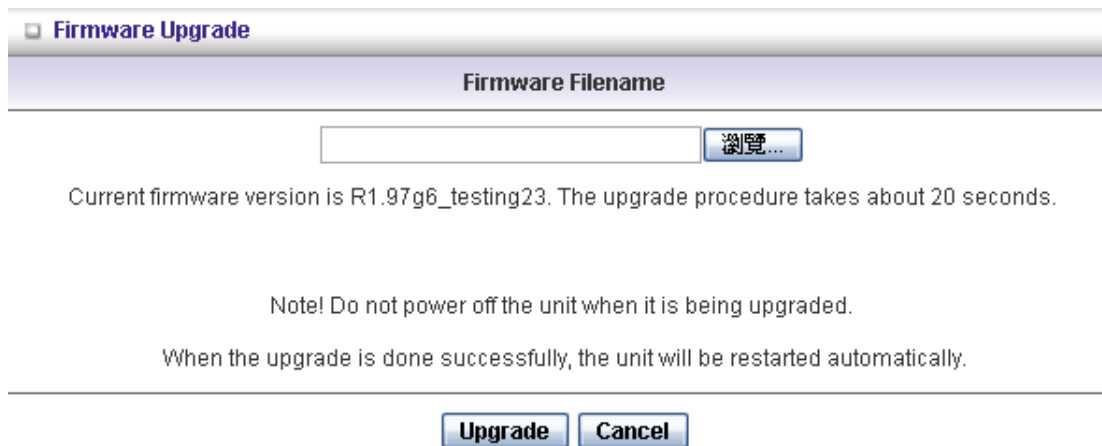 Firmware Upgrade
Firmware Filename
瀏覽...
Current firmware version is R1.97g6_testing23. The upgrade procedure takes about 20 seconds.
Note! Do not power off the unit when it is being upgraded.
When the upgrade is done successfully, the unit will be restarted automatically.
Upgrade Cancel